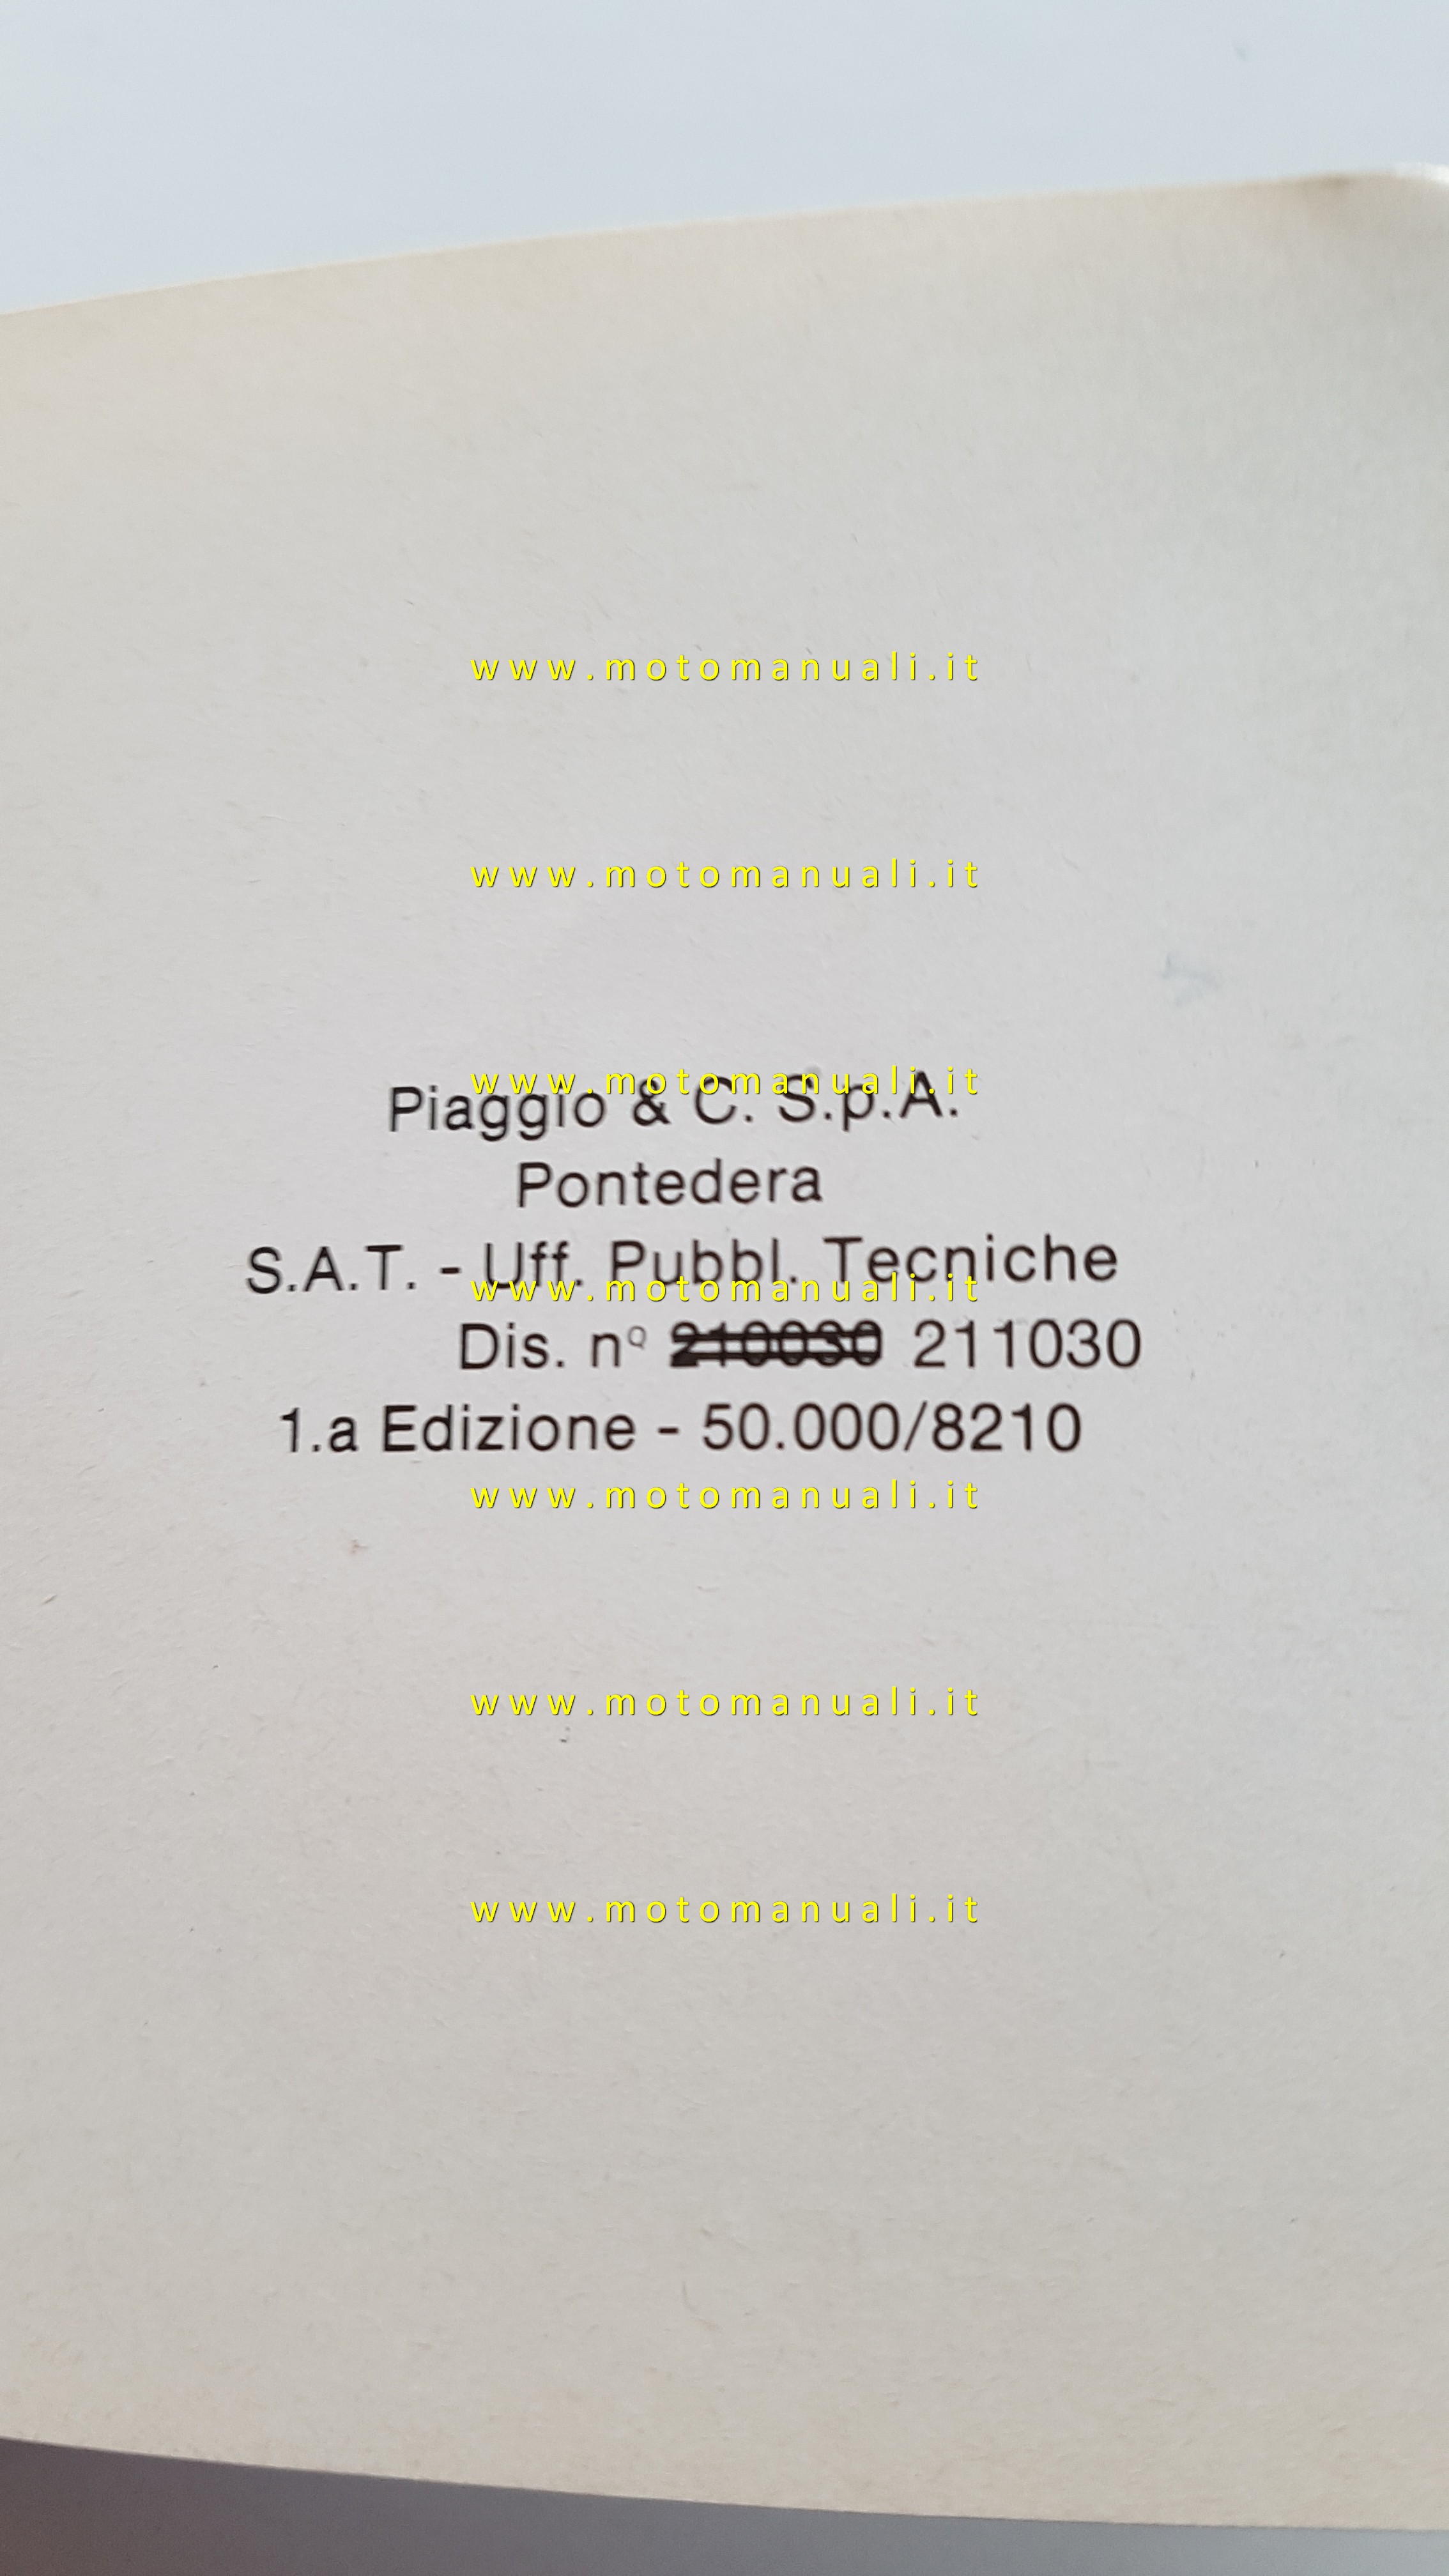 www.motomanuali.it
www.motomanuali.it
www.motomanuali.it
Piaggio & C. S.p.A.
Pontedera
S.A.T. - Uff. Pubbl. Tecniche
www.motomanuali.it
Dis. nº 210030 211030
1.a Edizione - 50.000/8210
www.motomanuali.it
www.motomanuali.it
www.motomanuali.it